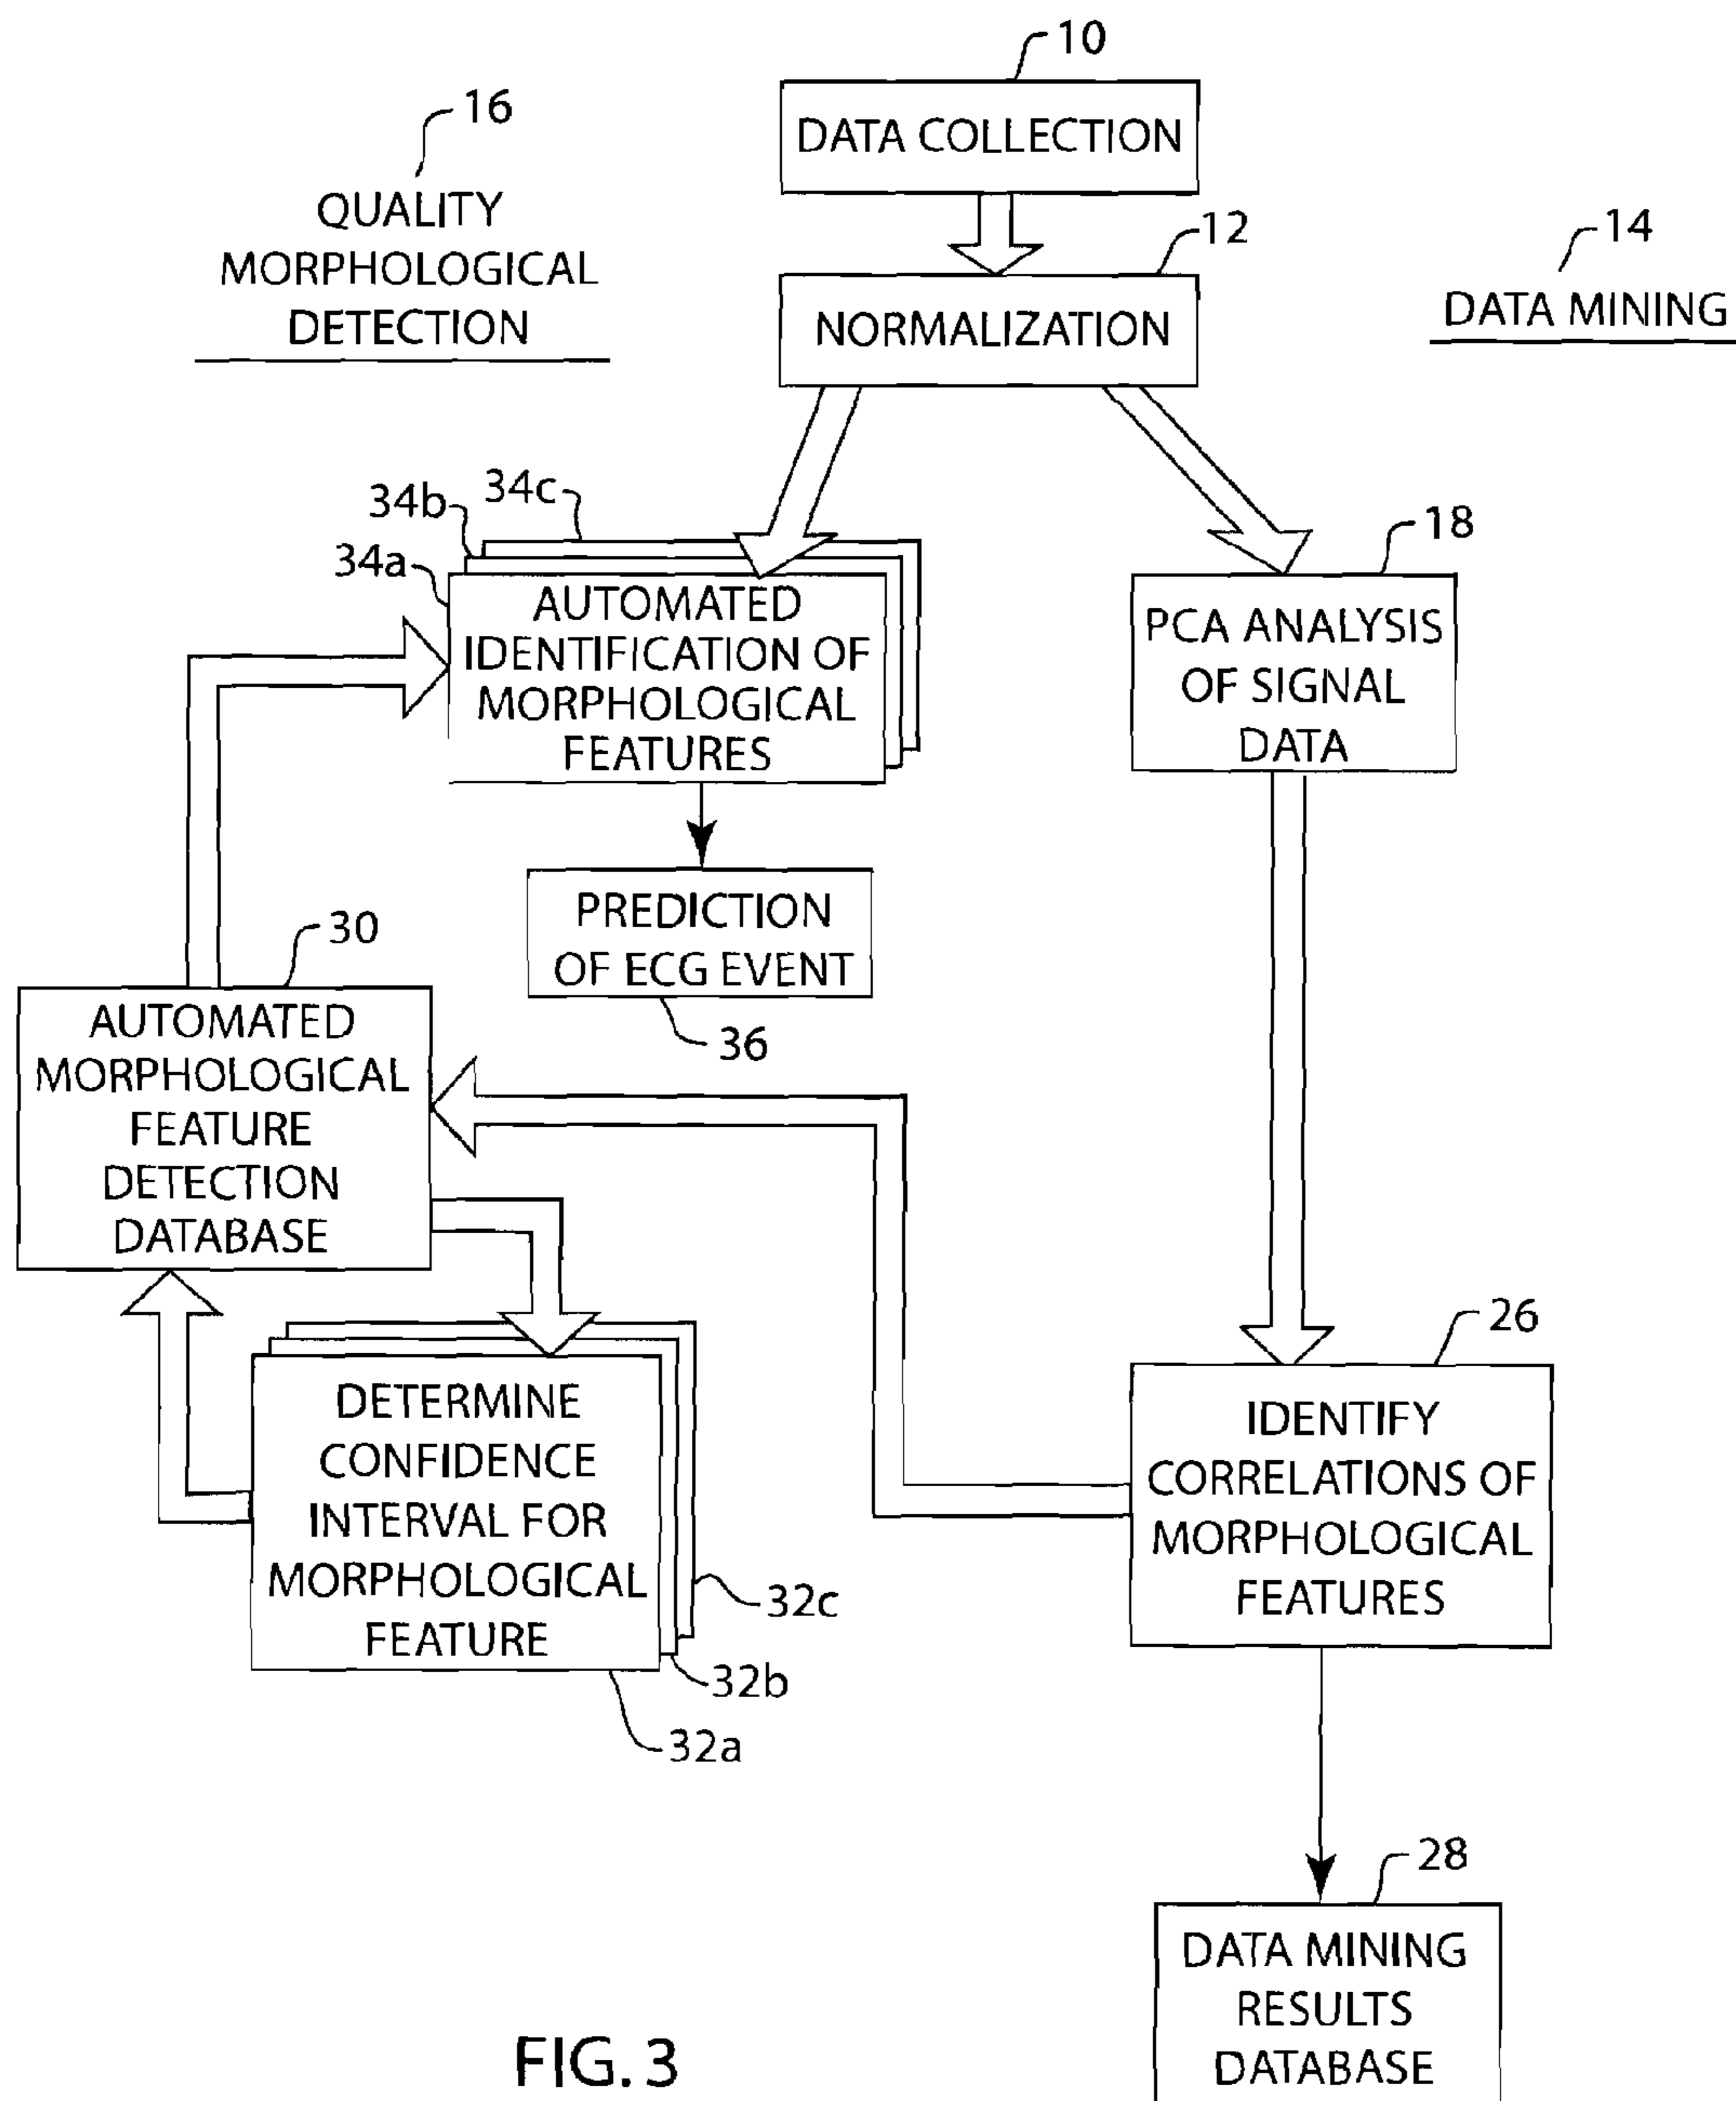 10
DATA COLLECTION
16
QUALITY
MORPHOLOGICAL
DETECTION
12
NORMALIZATION
14
DATA MINING
34c
34b
34a
AUTOMATED
IDENTIFICATION OF
MORPHOLOGICAL
FEATURES
18
PCA ANALYSIS
OF SIGNAL
DATA
PREDICTION
OF ECG EVENT
36
30
AUTOMATED
MORPHOLOGICAL
FEATURE
DETECTION
DATABASE
DETERMINE
CONFIDENCE
INTERVAL FOR
MORPHOLOGICAL
FEATURE
32c
32b
32a
26
IDENTIFY
CORRELATIONS OF
MORPHOLOGICAL
FEATURES
28
DATA MINING
RESULTS
DATABASE
FIG. 3